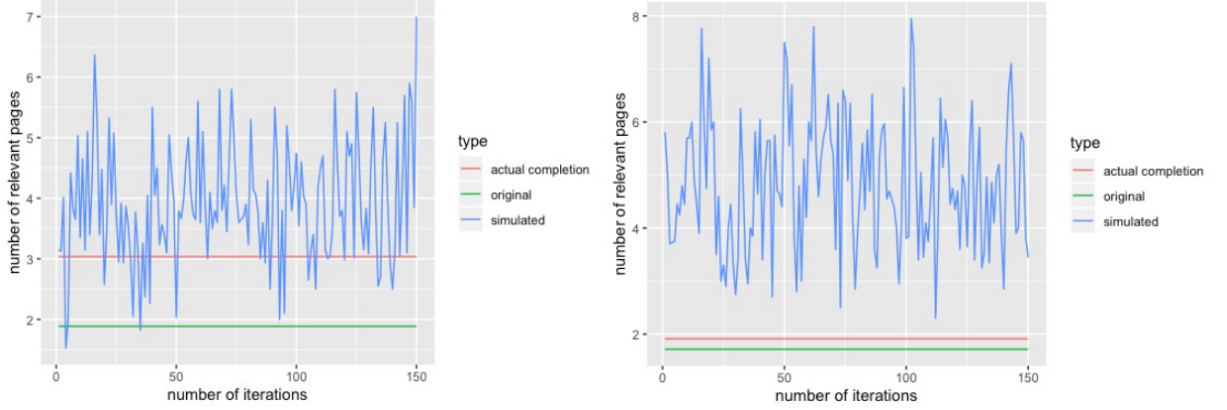 7
6
5
4
3
2
number of relevant pages
0
50
100
150
number of iterations
type
actual completion
original
simulated
8
6
4
2
number of relevant pages
0
50
100
150
number of iterations
type
actual completion
original
simulated